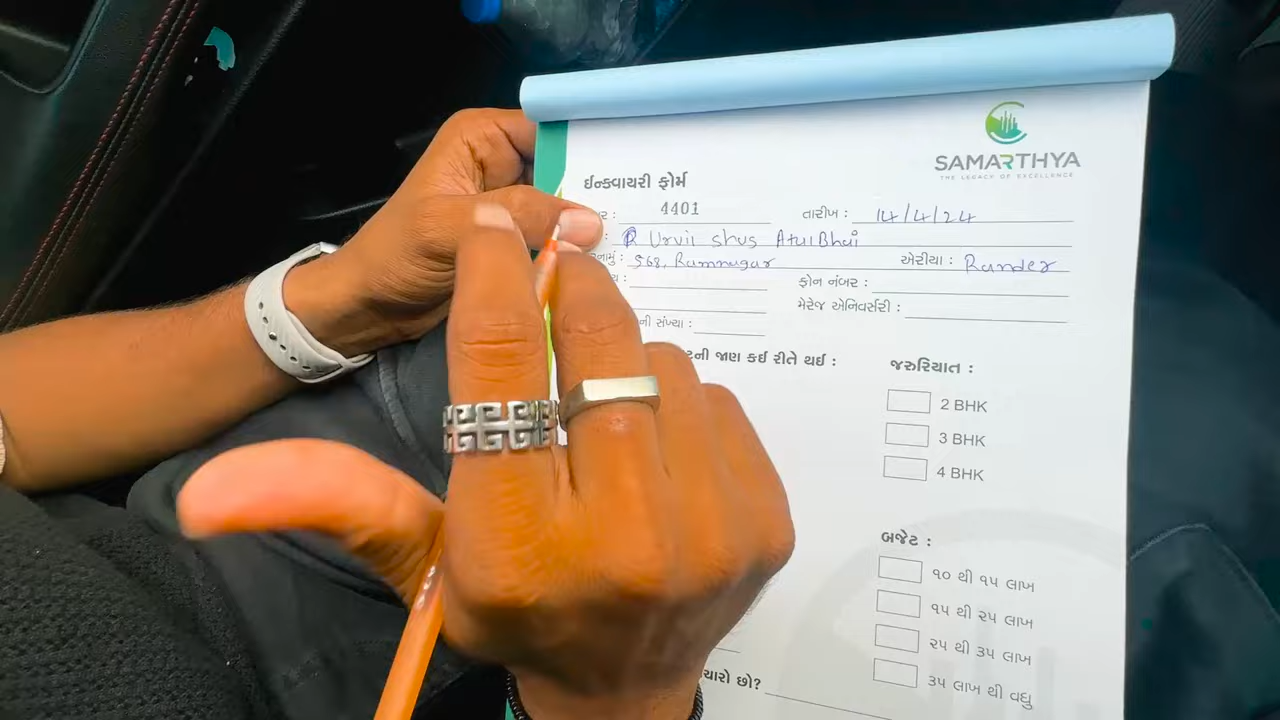 SAMARTHYA
THE LEGACY OF EXCELLENCE
ઈન્ક્વાયરી ફોર્મ
ર : 4401 તારીખ : 14/4/24
: Urvil shus AtulBhai
નામું : 568, Ramnagar એરીયા : Rander
ફોન નંબર :
મેરેજ એનિવર્સરી :
ની સંખ્યા :
ટની જાણ કઈ રીતે થઈ : જરુરિયાત :
2 BHK
3 BHK
4 BHK
બજેટ :
૧૦ થી ૧૫ લાખ
૧૫ થી ૨૫ લાખ
૨૫ થી ૩૫ લાખ
૩૫ લાખ થી વધુ
ચારો છો?